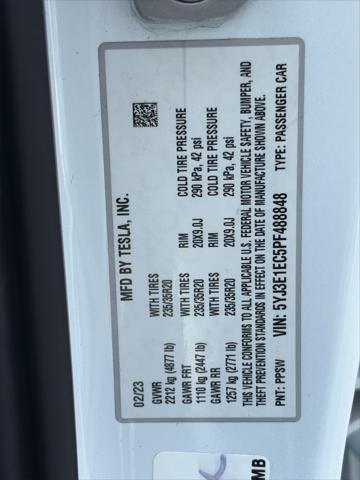 MFD BY TESLA, INC.
02/23
GVWR WITH TIRES RIM COLD TIRE PRESSURE
2212 kg (4877 lb) 235/35R20 20X9.0J 290 kPa, 42 psi
GAWR FRT WITH TIRES RIM COLD TIRE PRESSURE
1110 kg (2447 lb) 235/35R20 20X9.0J 290 kPa, 42 psi
GAWR RR
1257 kg (2771 lb)
THIS VEHICLE CONFORMS TO ALL APPLICABLE U.S. FEDERAL MOTOR VEHICLE SAFETY, BUMPER, AND
THEFT PREVENTION STANDARDS IN EFFECT ON THE DATE OF MANUFACTURE SHOWN ABOVE.
VIN: 5YJ3E1EC5PF488848
PNT: PPSW TYPE: PASSENGER CAR
MB